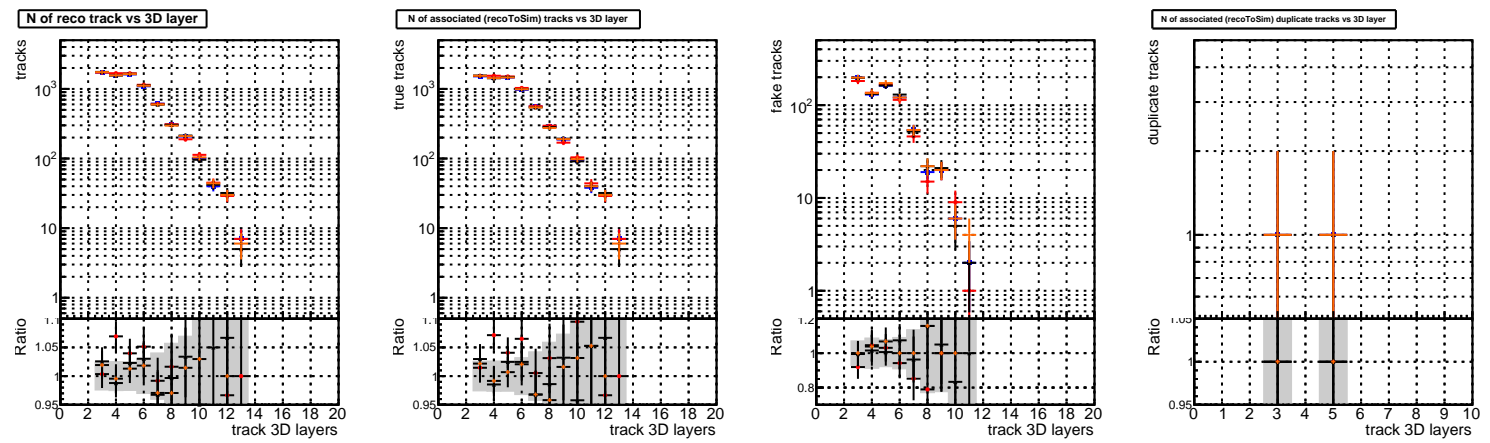 N of reco track vs 3D layer
tracks
10³
10²
10
1
Ratio
1.1
1.05
1
0.95
0 2 4 6 8 10 12 14 16 18 20
track 3D layers
N of associated (recoToSim) tracks vs 3D layer
true tracks
10³
10²
10
1
Ratio
1.1
1.05
1
0.95
0 2 4 6 8 10 12 14 16 18 20
track 3D layers
fake tracks
10²
10
1
Ratio
1.2
1
0.8
0 2 4 6 8 10 12 14 16 18 20
track 3D layers
N of associated (recoToSim) duplicate tracks vs 3D layer
duplicate tracks
1
Ratio
1.05
1
0.95
0 1 2 3 4 5 6 7 8 9 10
track 3D layers